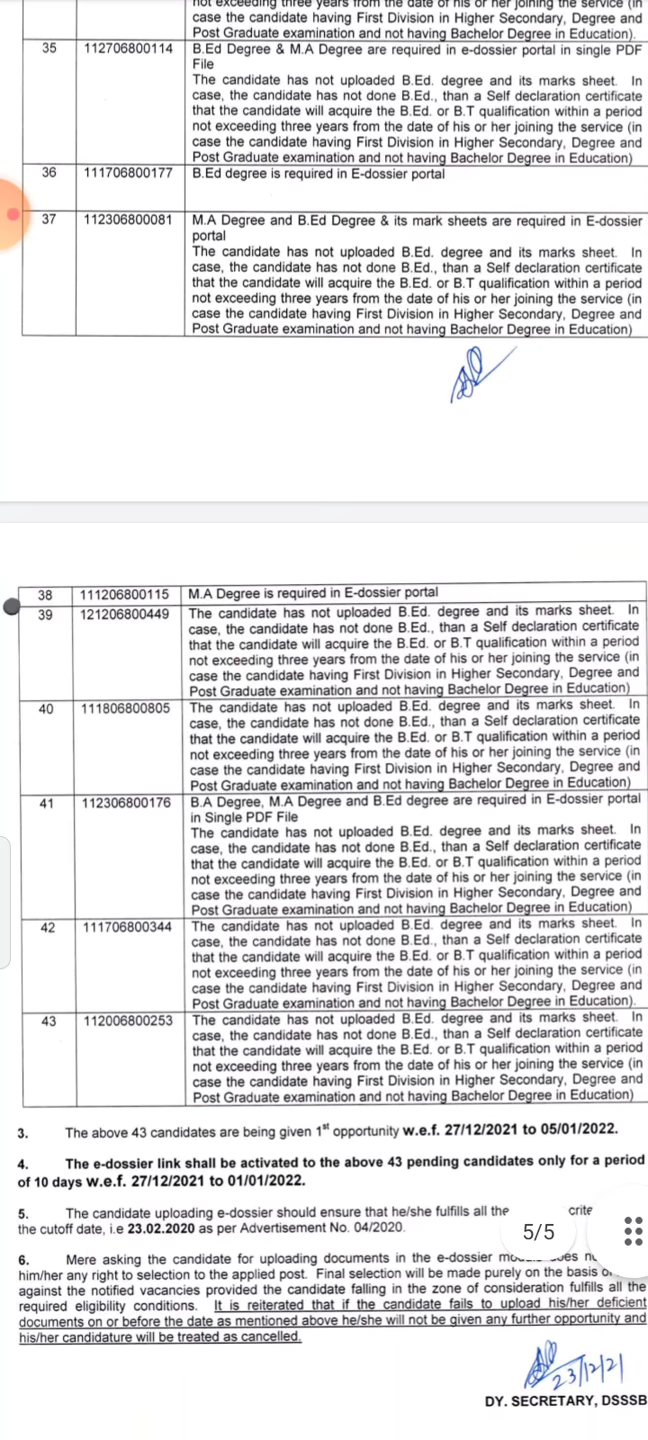 not exceeding three years from the date of his or her joining the service (in
case the candidate having First Division in Higher Secondary, Degree and
Post Graduate examination and not having Bachelor Degree in Education).
35 112706800114 B.Ed Degree & M.A Degree are required in e-dossier portal in single PDF
File
The candidate has not uploaded B.Ed. degree and its marks sheet. In
case, the candidate has not done B.Ed., than a Self declaration certificate
that the candidate will acquire the B.Ed. or B.T qualification within a period
not exceeding three years from the date of his or her joining the service (in
case the candidate having First Division in Higher Secondary, Degree and
Post Graduate examination and not having Bachelor Degree in Education)
36 111706800177 B.Ed degree is required in E-dossier portal
37 112306800081 M.A Degree and B.Ed Degree & its mark sheets are required in E-dossier
portal
The candidate has not uploaded B.Ed. degree and its marks sheet. In
case, the candidate has not done B.Ed., than a Self declaration certificate
that the candidate will acquire the B.Ed. or B.T qualification within a period
not exceeding three years from the date of his or her joining the service (in
case the candidate having First Division in Higher Secondary, Degree and
Post Graduate examination and not having Bachelor Degree in Education)
38 111206800115 M.A Degree is required in E-dossier portal
39 121206800449 The candidate has not uploaded B.Ed. degree and its marks sheet. In
case, the candidate has not done B.Ed., than a Self declaration certificate
that the candidate will acquire the B.Ed. or B.T qualification within a period
not exceeding three years from the date of his or her joining the service (in
case the candidate having First Division in Higher Secondary, Degree and
Post Graduate examination and not having Bachelor Degree in Education)
40 111806800805 The candidate has not uploaded B.Ed. degree and its marks sheet. In
case, the candidate has not done B.Ed., than a Self declaration certificate
that the candidate will acquire the B.Ed. or B.T qualification within a period
not exceeding three years from the date of his or her joining the service (in
case the candidate having First Division in Higher Secondary, Degree and
Post Graduate examination and not having Bachelor Degree in Education)
41 112306800176 B.A Degree, M.A Degree and B.Ed degree are required in E-dossier portal
in Single PDF File
The candidate has not uploaded B.Ed. degree and its marks sheet. In
case, the candidate has not done B.Ed., than a Self declaration certificate
that the candidate will acquire the B.Ed. or B.T qualification within a period
not exceeding three years from the date of his or her joining the service (in
case the candidate having First Division in Higher Secondary, Degree and
Post Graduate examination and not having Bachelor Degree in Education)
42 111706800344 The candidate has not uploaded B.Ed. degree and its marks sheet. In
case, the candidate has not done B.Ed., than a Self declaration certificate
that the candidate will acquire the B.Ed. or B.T qualification within a period
not exceeding three years from the date of his or her joining the service (in
case the candidate having First Division in Higher Secondary, Degree and
Post Graduate examination and not having Bachelor Degree in Education).
43 112006800253 The candidate has not uploaded B.Ed. degree and its marks sheet. In
case, the candidate has not done B.Ed., than a Self declaration certificate
that the candidate will acquire the B.Ed. or B.T qualification within a period
not exceeding three years from the date of his or her joining the service (in
case the candidate having First Division in Higher Secondary, Degree and
Post Graduate examination and not having Bachelor Degree in Education)
3. The above 43 candidates are being given 1st opportunity w.e.f. 27/12/2021 to 05/01/2022.
4. The e-dossier link shall be activated to the above 43 pending candidates only for a period
of 10 days w.e.f. 27/12/2021 to 01/01/2022.
5. The candidate uploading e-dossier should ensure that he/she fulfills all the crite
the cutoff date, i.e 23.02.2020 as per Advertisement No. 04/2020.
5/5
6. Mere asking the candidate for uploading documents in the e-dossier
him/her any right to selection to the applied post. Final selection will be made purely on the basis
against the notified vacancies provided the candidate falling in the zone of consideration fulfills all the
required eligibility conditions. It is reiterated that if the candidate fails to upload his/her deficient
documents on or before the date as mentioned above he/she will not be given any further opportunity and
his/her candidature will be treated as cancelled.
23/12/21
DY. SECRETARY, DSSSB